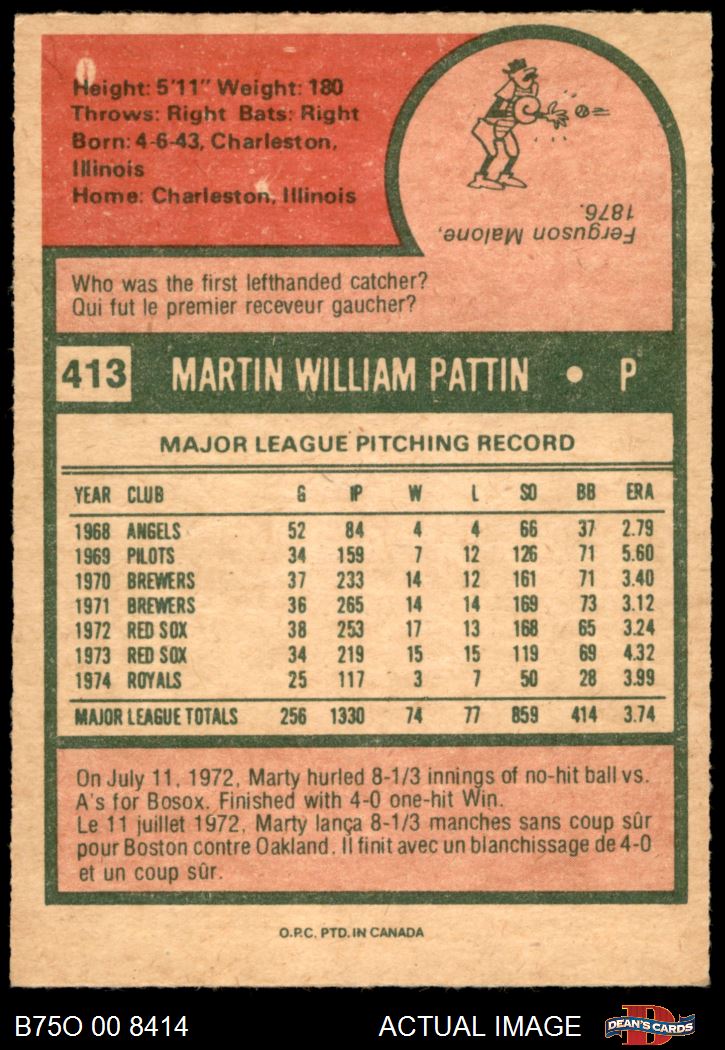 Height: 5'11" Weight: 180
Throws: Right Bats: Right
Born: 4-6-43, Charleston,
Illinois
Home: Charleston, Illinois
Ferguson Malone,
1876.
Who was the first lefthanded catcher?
Qui fut le premier receveur gaucher?
413 MARTIN WILLIAM PATTIN • P
MAJOR LEAGUE PITCHING RECORD
YEAR CLUB G IP W L SO BB ERA
1968 ANGELS 52 84 4 4 66 37 2.79
1969 PILOTS 34 159 7 12 126 71 5.60
1970 BREWERS 37 233 14 12 161 71 3.40
1971 BREWERS 36 265 14 14 169 73 3.12
1972 RED SOX 38 253 17 13 168 65 3.24
1973 RED SOX 34 219 15 15 119 69 4.32
1974 ROYALS 25 117 3 7 50 28 3.99
MAJOR LEAGUE TOTALS 256 1330 74 77 859 414 3.74
On July 11, 1972, Marty hurled 8-1/3 innings of no-hit ball vs.
A's for Bosox. Finished with 4-0 one-hit Win.
Le 11 juillet 1972, Marty lança 8-1/3 manches sans coup sûr
pour Boston contre Oakland. Il finit avec un blanchissage de 4-0
et un coup sûr.
O.P.C. PTD. IN CANADA
B75O 00 8414 ACTUAL IMAGE DEAN'S CARDS